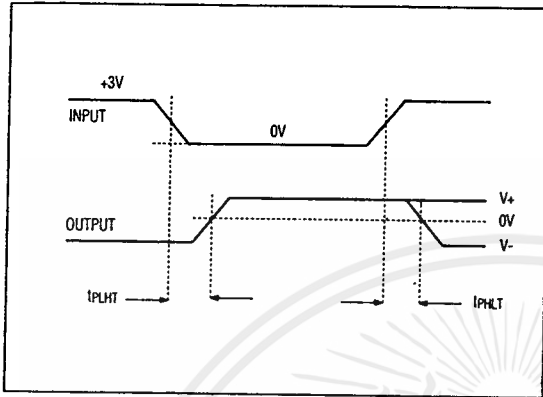 +3V
INPUT
0V
V+
OUTPUT
0V
V-
tPLHT
tPHLT